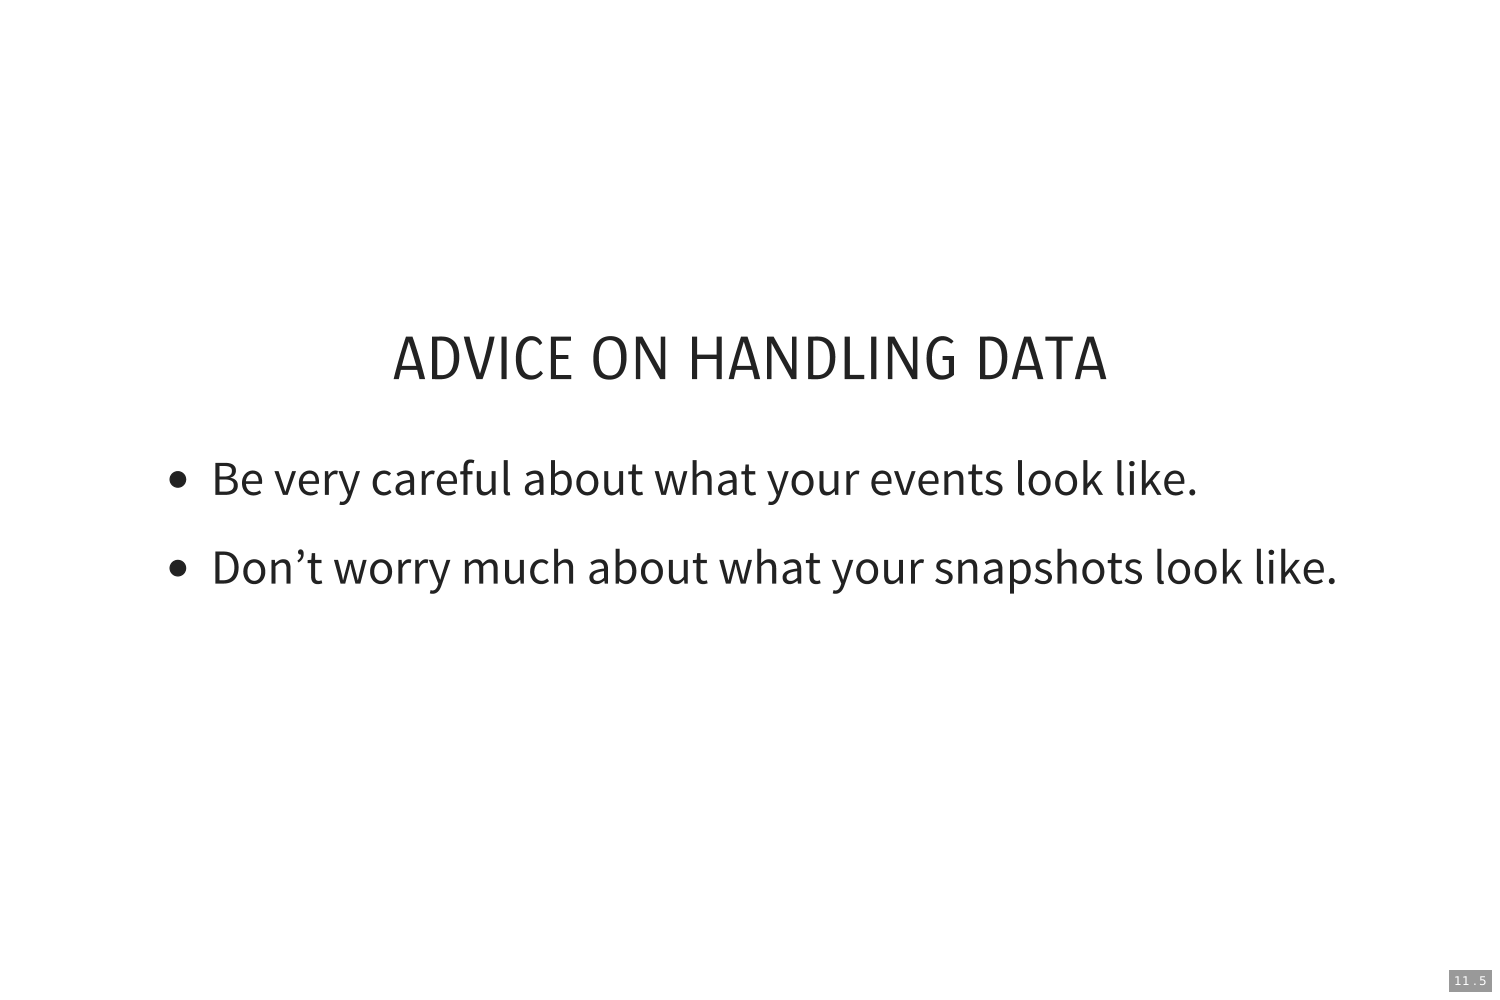 ADVICE ON HANDLING DATA
• Be very careful about what your events look like.
• Don’t worry much about what your snapshots look like.
11.5